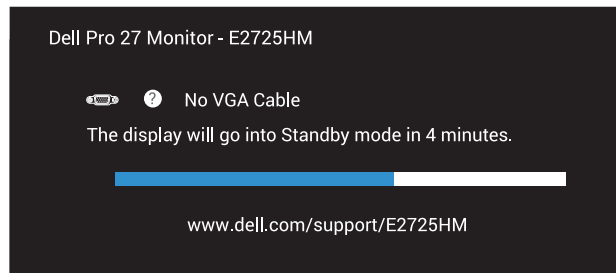 Dell Pro 27 Monitor - E2725HM
? No VGA Cable
The display will go into Standby mode in 4 minutes.
www.dell.com/support/E2725HM